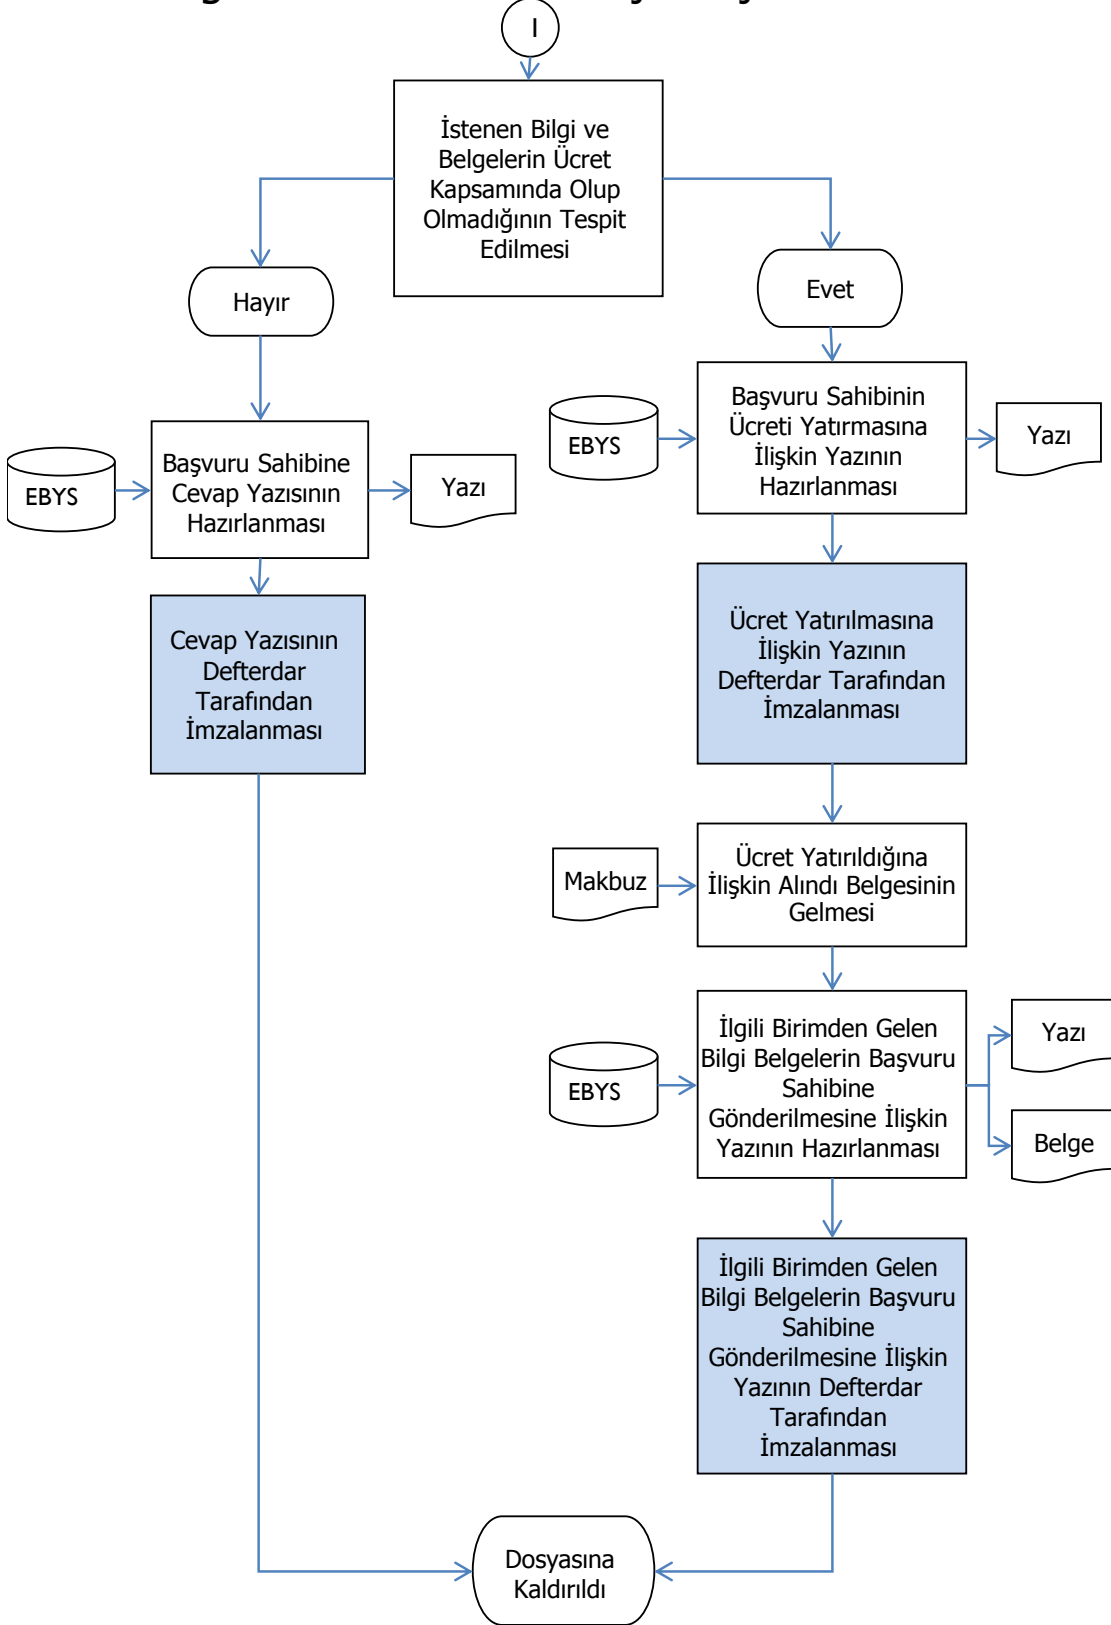 I
İstenen Bilgi ve
Belgelerin Ücret
Kapsamında Olup
Olmadığının Tespit
Edilmesi
Hayır
Evet
EBYS
Başvuru Sahibine
Cevap Yazısının
Hazırlanması
Yazı
EBYS
Başvuru Sahibinin
Ücreti Yatırmasına
İlişkin Yazının
Hazırlanması
Yazı
Cevap Yazısının
Defterdar
Tarafından
İmzalanması
Ücret Yatırılmasına
İlişkin Yazının
Defterdar Tarafından
İmzalanması
Makbuz
Ücret Yatırıldığına
İlişkin Alındı Belgesinin
Gelmesi
EBYS
İlgili Birimden Gelen
Bilgi Belgelerin Başvuru
Sahibine
Gönderilmesine İlişkin
Yazının Hazırlanması
Yazı
Belge
İlgili Birimden Gelen
Bilgi Belgelerin Başvuru
Sahibine
Gönderilmesine İlişkin
Yazının Defterdar
Tarafından
İmzalanması
Dosyasına
Kaldırıldı